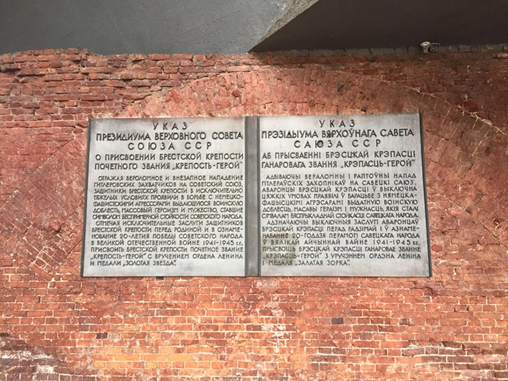 УКАЗ
ПРЕЗИДИУМА ВЕРХОВНОГО СОВЕТА
СОЮЗА ССР
О ПРИСВОЕНИИ БРЕСТСКОЙ КРЕПОСТИ
ПОЧЕТНОГО ЗВАНИЯ „КРЕПОСТЬ-ГЕРОЙ"
ОТРАЖАЯ ВЕРОЛОМНОЕ И ВНЕЗАПНОЕ НАПАДЕНИЕ
ГИТЛЕРОВСКИХ ЗАХВАТЧИКОВ НА СОВЕТСКИЙ СОЮЗ,
ЗАЩИТНИКИ БРЕСТСКОЙ КРЕПОСТИ В ИСКЛЮЧИТЕЛЬНО
ТЯЖЕЛЫХ УСЛОВИЯХ ПРОЯВИЛИ В БОРЬБЕ С НЕМЕЦКО-
ФАШИСТСКИМИ АГРЕССОРАМИ ВЫДАЮЩУЮСЯ ВОИНСКУЮ
ДОБЛЕСТЬ, МАССОВЫЙ ГЕРОИЗМ И МУЖЕСТВО, СТАВШИЕ
СИМВОЛОМ БЕСПРИМЕРНОЙ СТОЙКОСТИ СОВЕТСКОГО НАРОДА.
ОТМЕЧАЯ ИСКЛЮЧИТЕЛЬНЫЕ ЗАСЛУГИ ЗАЩИТНИКОВ
БРЕСТСКОЙ КРЕПОСТИ ПЕРЕД РОДИНОЙ И В ОЗНАМЕ-
НОВАНИЕ 20-ЛЕТИЯ ПОБЕДЫ СОВЕТСКОГО НАРОДА
В ВЕЛИКОЙ ОТЕЧЕСТВЕННОЙ ВОЙНЕ 1941-1945 гг.
ПРИСВОИТЬ БРЕСТСКОЙ КРЕПОСТИ ПОЧЕТНОЕ ЗВАНИЕ
„КРЕПОСТЬ-ГЕРОЙ" С ВРУЧЕНИЕМ ОРДЕНА ЛЕНИНА
И МЕДАЛИ „ЗОЛОТАЯ ЗВЕЗДА".
УКАЗ
ПРЭЗІДЫУМА ВЯРХОЎНАГА САВЕТА
САЮЗА ССР
АБ ПРЫСВАЕННІ БРЭСЦКАЙ КРЭПАСЦІ
ГАНАРОВАГА ЗВАННЯ „КРЭПАСЦЬ-ГЕРОЙ"
АДБІВАЮЧЫ ВЕРАЛОМНЫ І РАПТОЎНЫ НАПАД
ГІТЛЕРАЎСКІХ ЗАХОПНІКАЎ НА САВЕЦКІ САЮЗ,
АБАРОНЦЫ БРЭСЦКАЙ КРЭПАСЦІ Ў ВЫКЛЮЧНА
ЦЯЖКІХ УМОВАХ ПРАЯВІЛІ Ў БАРАЦЬБЕ З НЯМЕЦКА-
ФАШЫСЦКІМІ АГРЭСАРАМІ ВЫДАТНУЮ ВОІНСКУЮ
ДОБЛЕСЦЬ, МАСАВЫ ГЕРАІЗМ І МУЖНАСЦЬ, ЯКІЯ СТАЛІ
СІМВАЛАМ БЕСПРЫКЛАДНАЙ СТОЙКАСЦІ САВЕЦКАГА НАРОДА.
АДЗНАЧАЮЧЫ ВЫКЛЮЧНЫЯ ЗАСЛУГІ АБАРОНЦАЎ
БРЭСЦКАЙ КРЭПАСЦІ ПЕРАД РАДЗІМАЙ І Ў АЗНА-
МЕНАВАННЕ 20-ГОДДЗЯ ПЕРАМОГІ САВЕЦКАГА НАРОДА
Ў ВЯЛІКАЙ АЙЧЫННАЙ ВАЙНЕ 1941-1945 гг.
ПРЫСВОІЦЬ БРЭСЦКАЙ КРЭПАСЦІ ГАНАРОВАЕ ЗВАННЕ
„КРЭПАСЦЬ-ГЕРОЙ" З УРУЧЭННЕМ ОРДЭНА ЛЕНІНА
І МЕДАЛЯ „ЗАЛАТАЯ ЗОРКА".